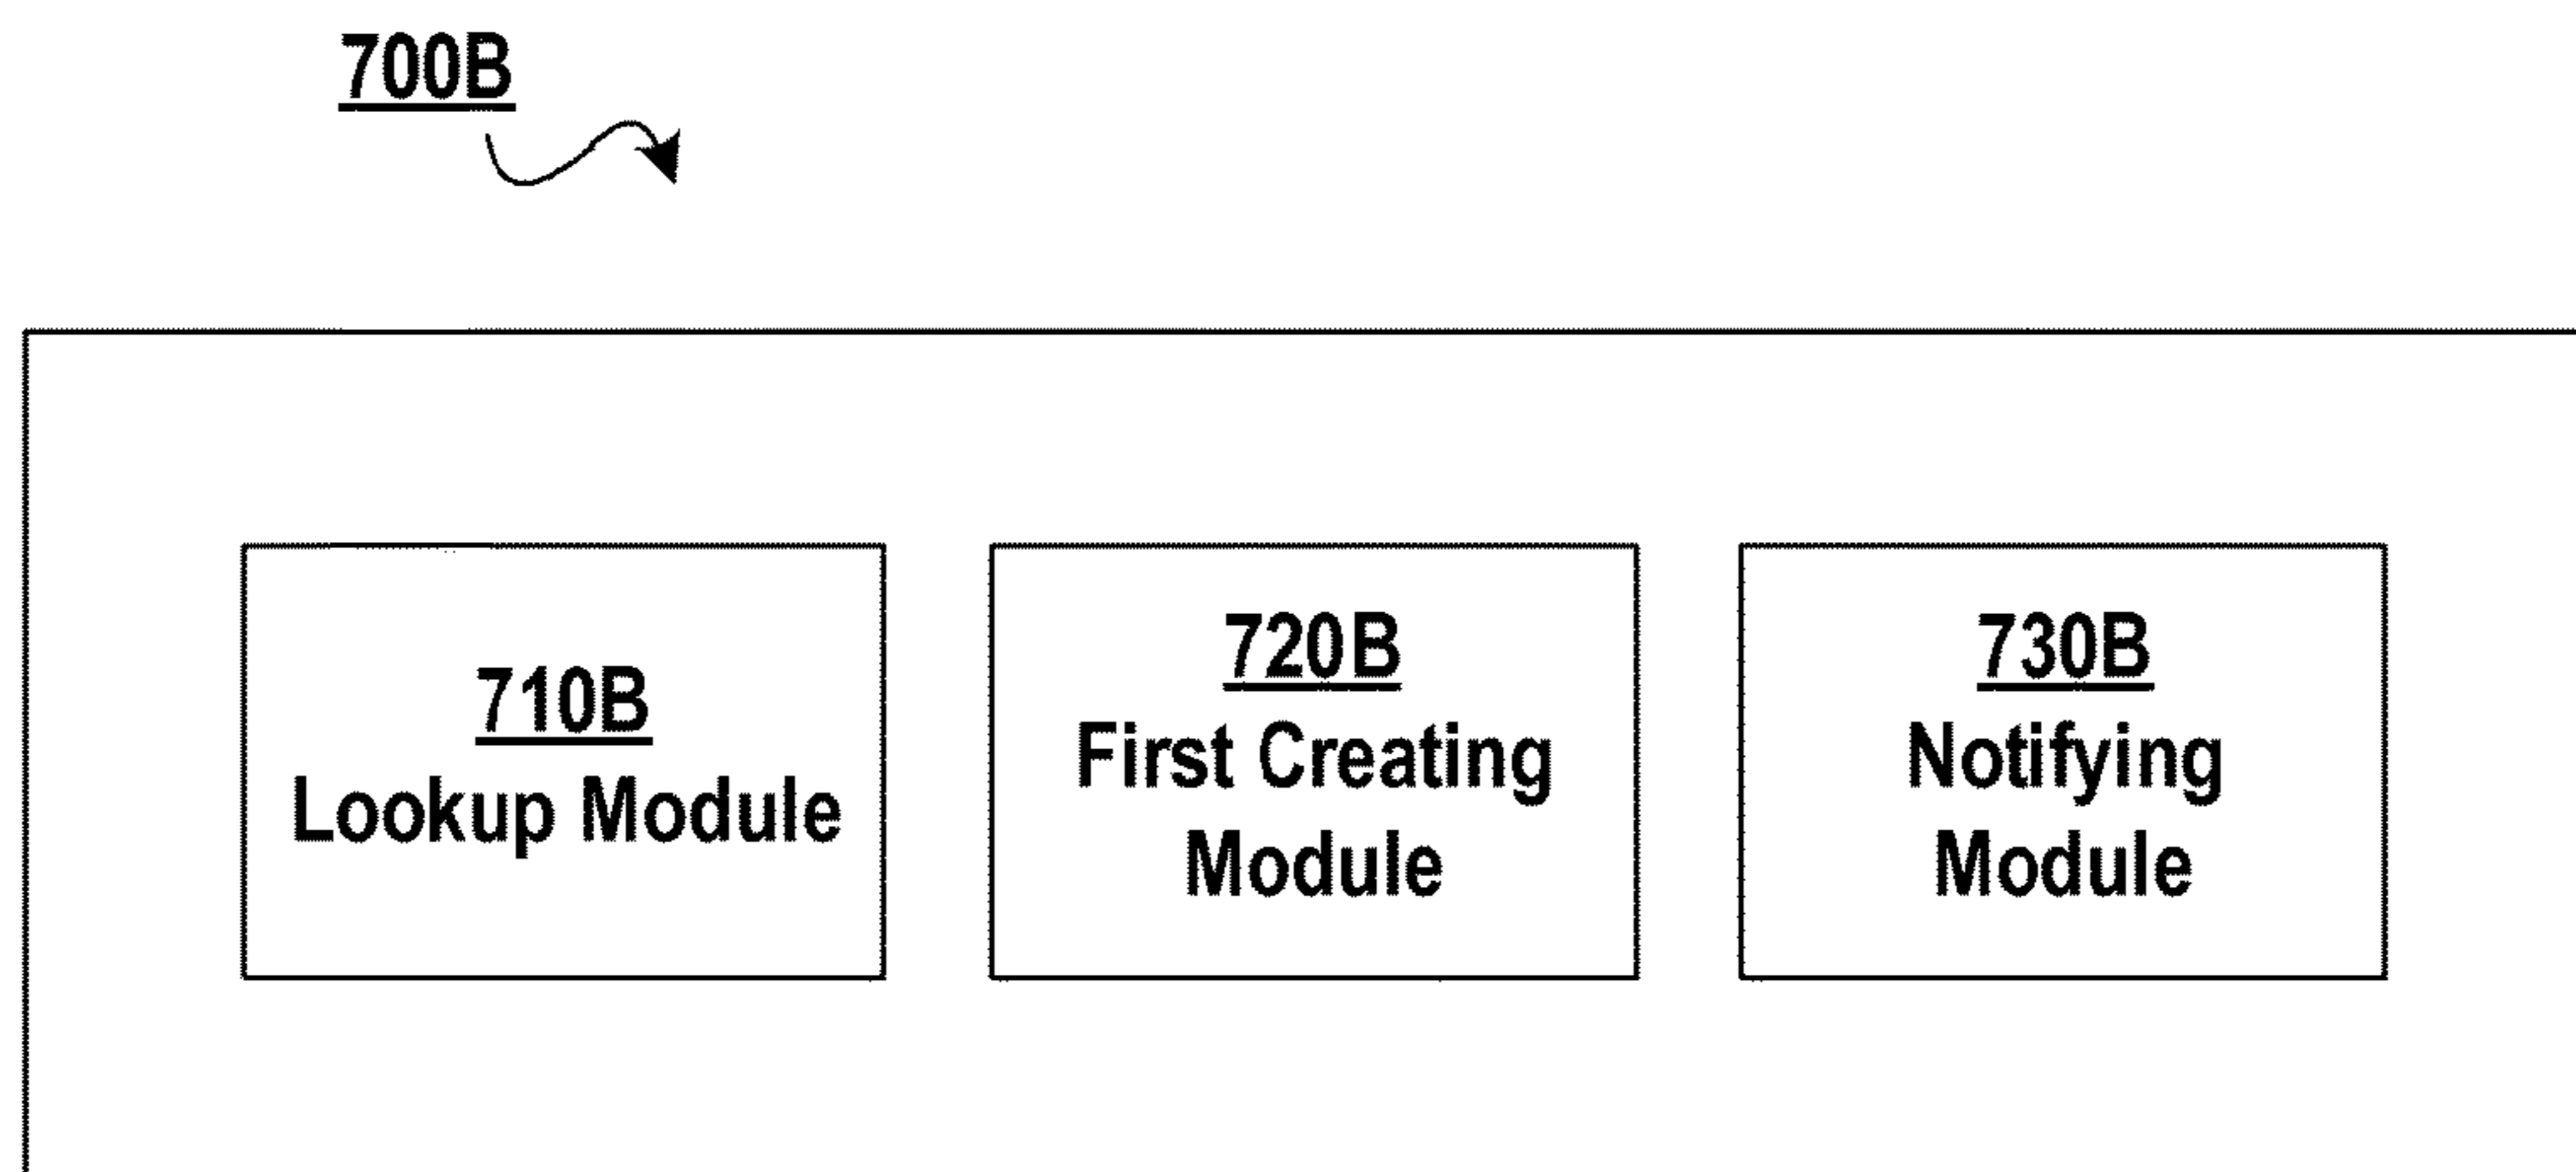 700B
710B
Lookup Module
720B
First Creating
Module
730B
Notifying
Module